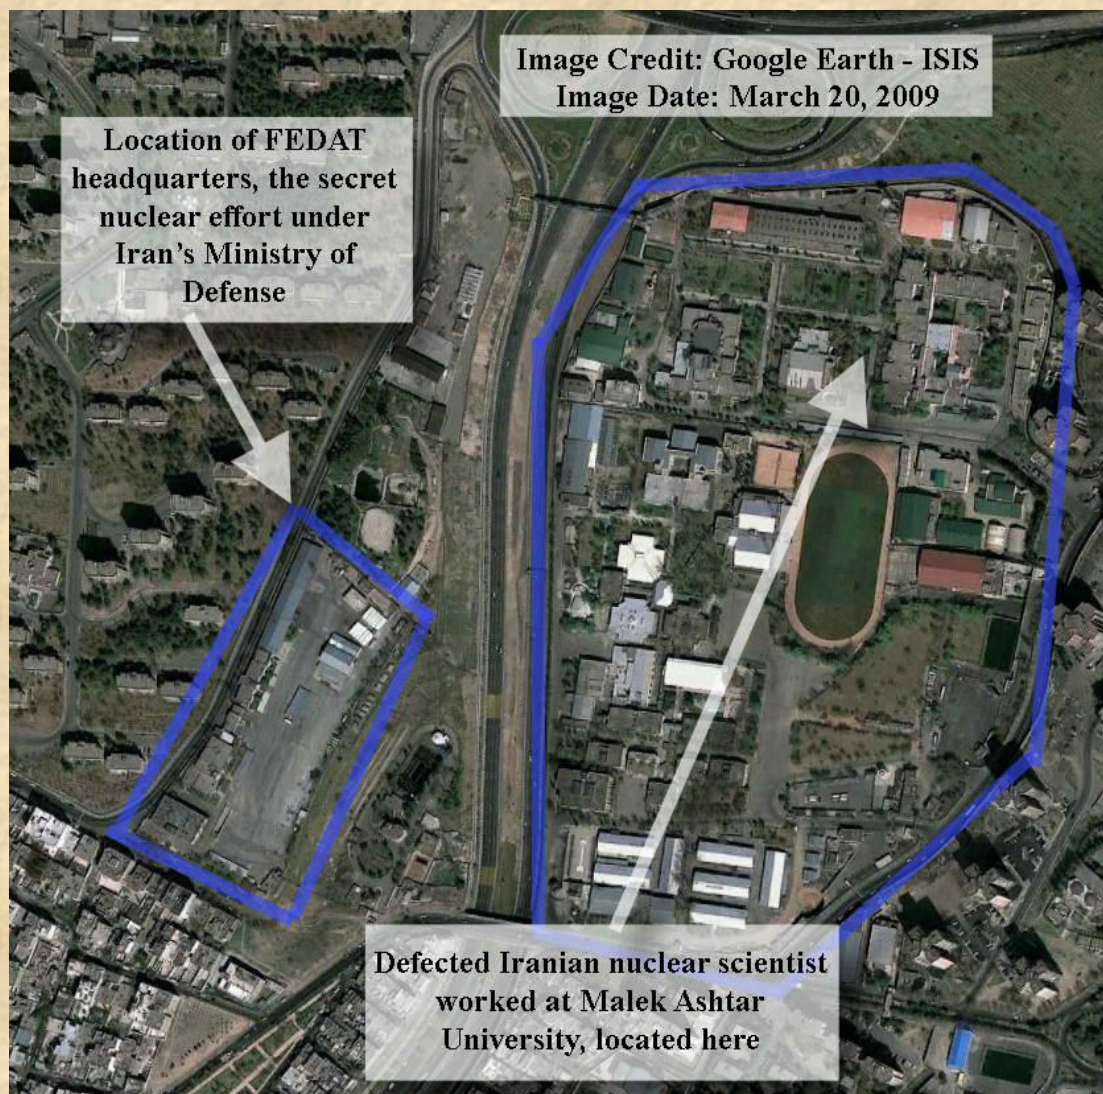 Image Credit: Google Earth - ISIS
Image Date: March 20, 2009
Location of FEDAT
headquarters, the secret
nuclear effort under
Iran’s Ministry of
Defense
Defected Iranian nuclear scientist
worked at Malek Ashtar
University, located here